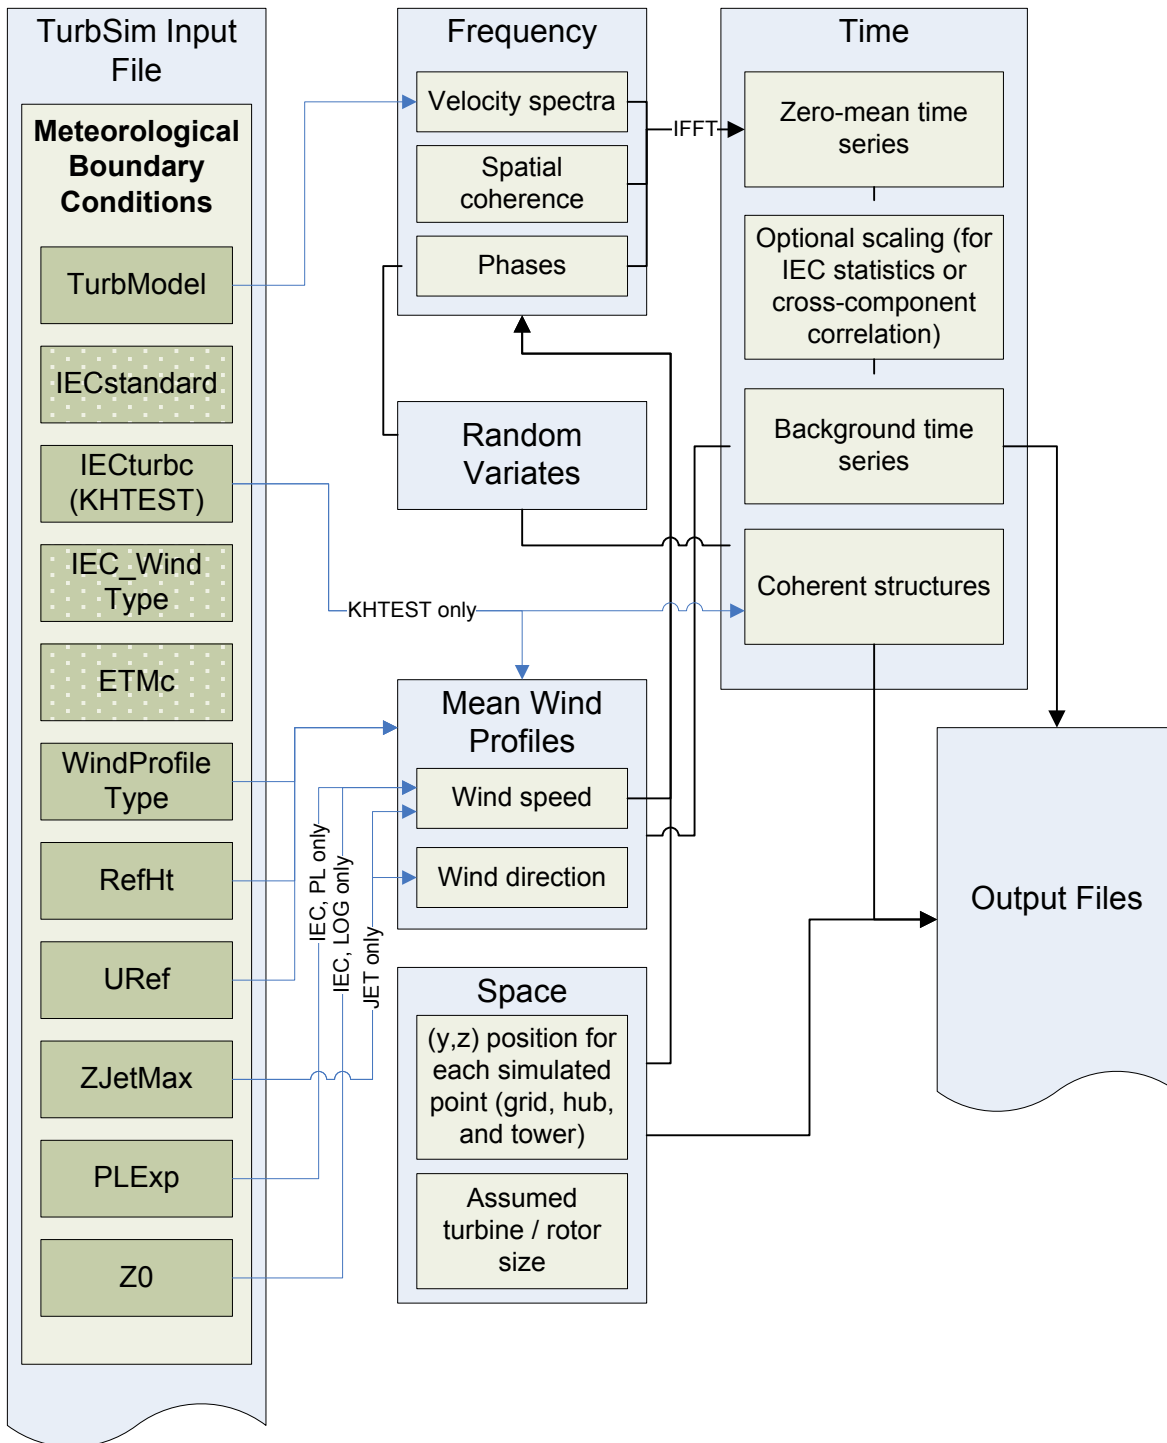 TurbSim Input
File
Meteorological
Boundary
Conditions
TurbModel
IECstandard
IECturbc
(KHTEST)
IEC_Wind
Type
ETMc
WindProfile
Type
RefHt
URef
ZJetMax
PLExp
Z0
KHTEST only
IEC, PL only
IEC, LOG only
JET only
Frequency
Velocity spectra
Spatial
coherence
Phases
IFFT
Random
Variates
Mean Wind
Profiles
Wind speed
Wind direction
Space
(y,z) position for
each simulated
point (grid, hub,
and tower)
Assumed
turbine / rotor
size
Time
Zero-mean time
series
Optional scaling (for
IEC statistics or
cross-component
correlation)
Background time
series
Coherent structures
Output Files